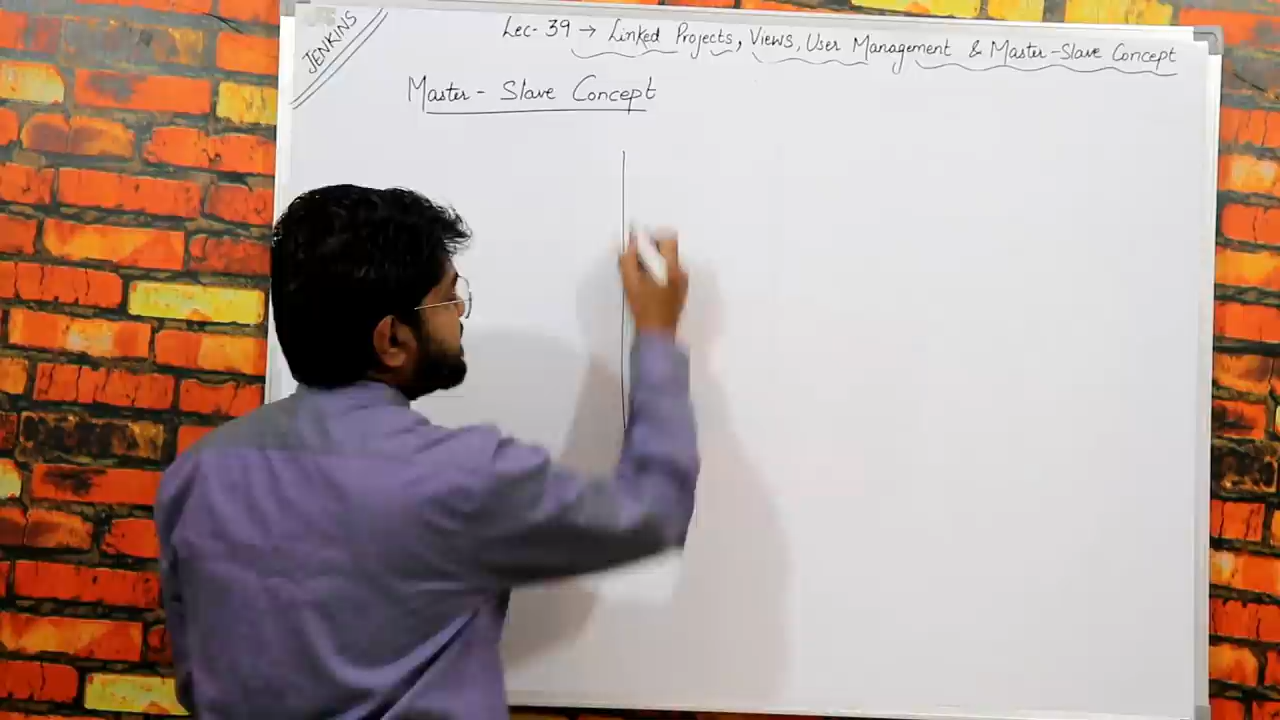 JENKINS
Lec-39 → Linked Projects, Views, User Management & Master-Slave Concept
Master - Slave Concept